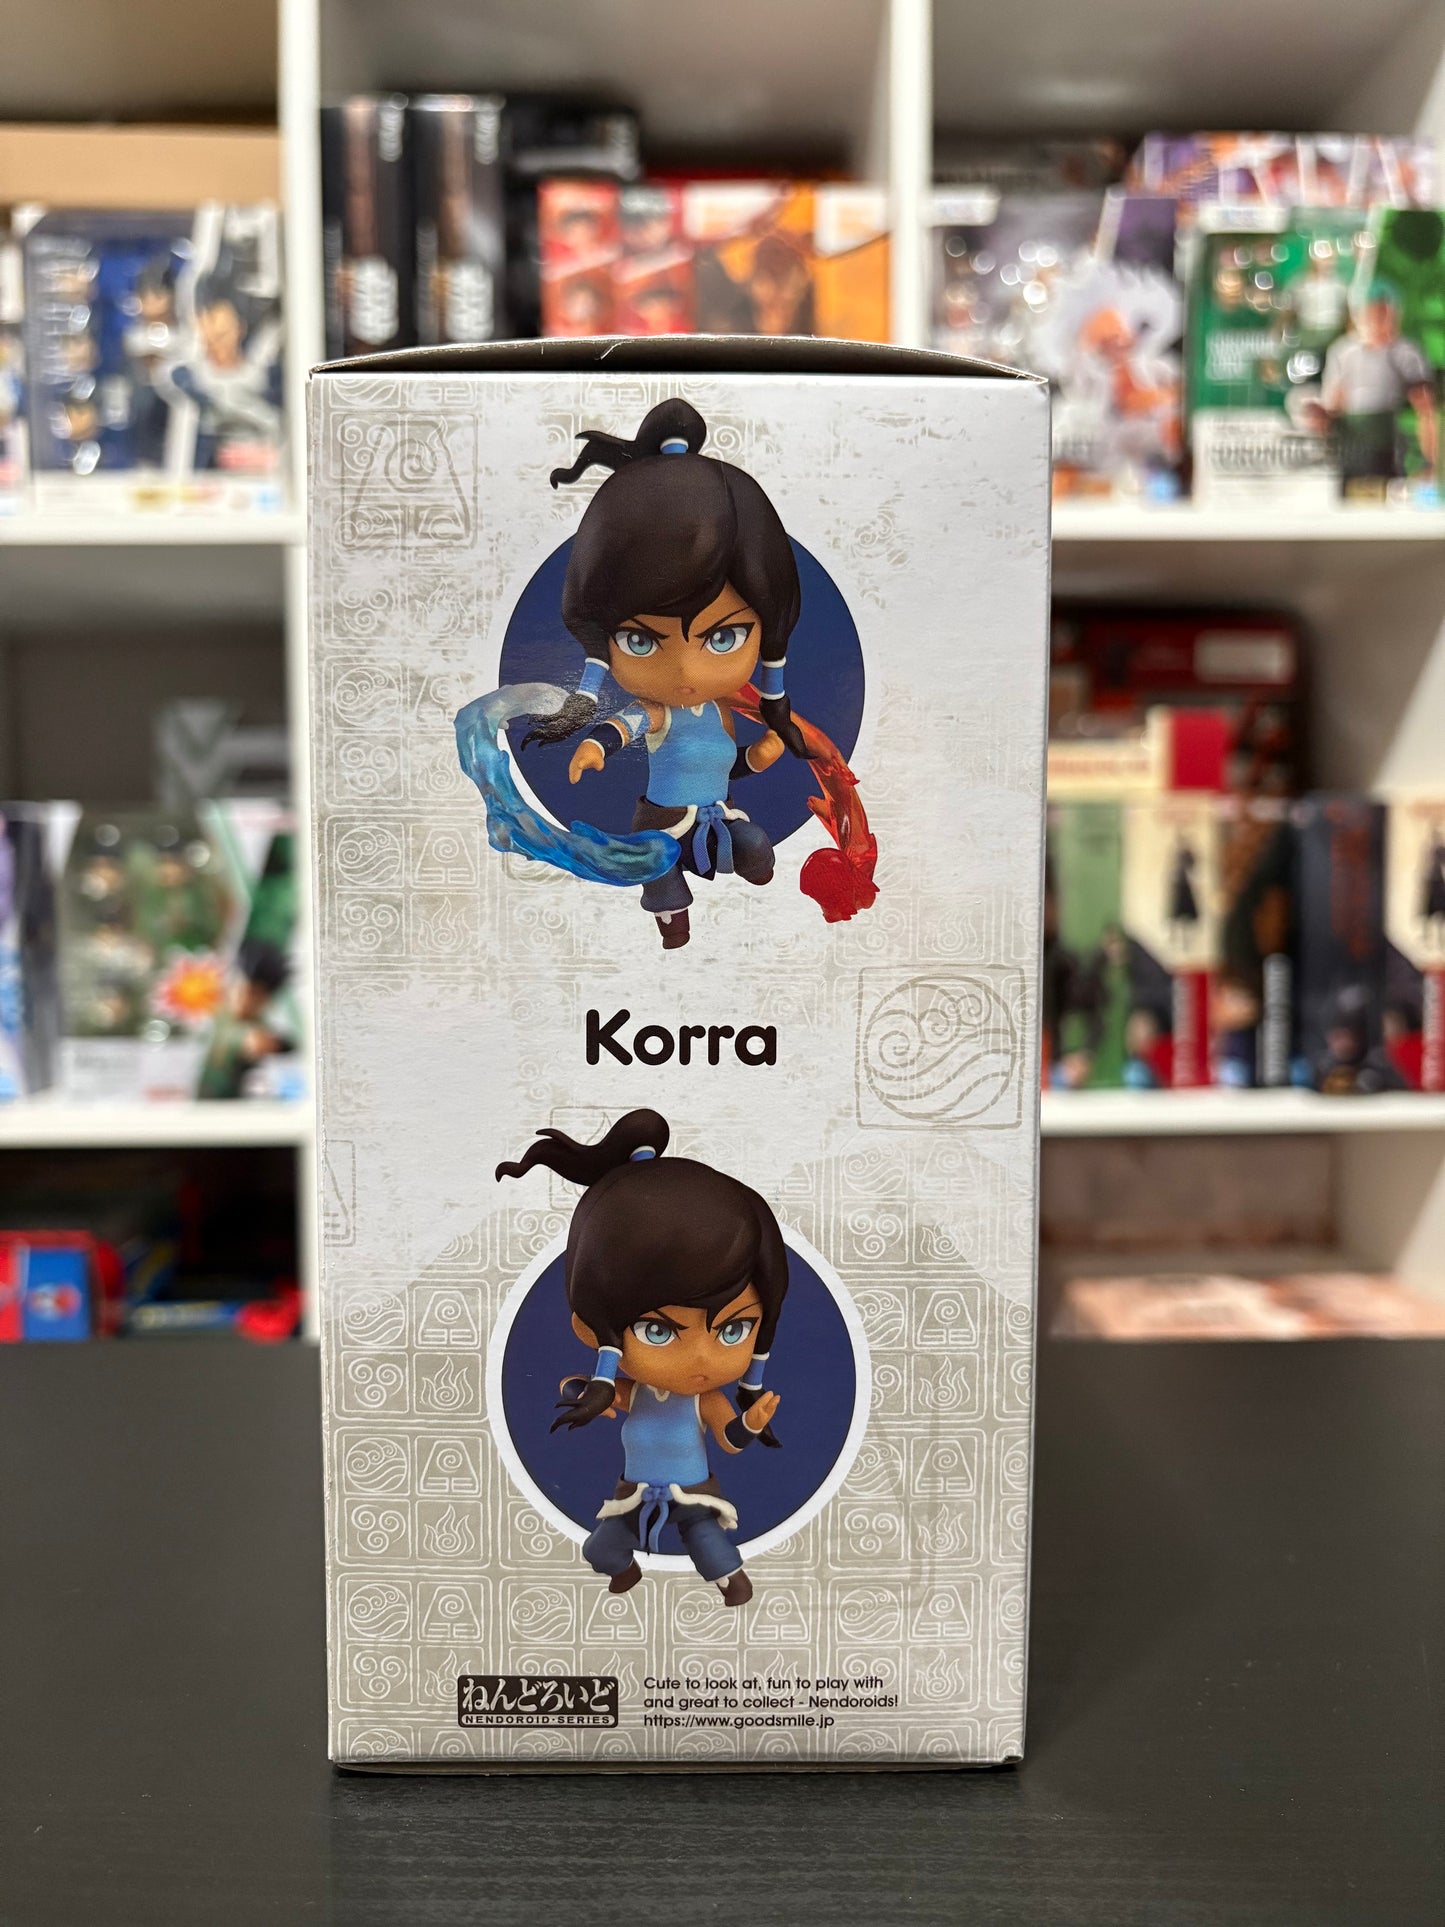 Korra
ねんどろいど
NENDOROID·SERIES
Cute to look at, fun to play with
and great to collect - Nendoroids!
https://www.goodsmile.jp